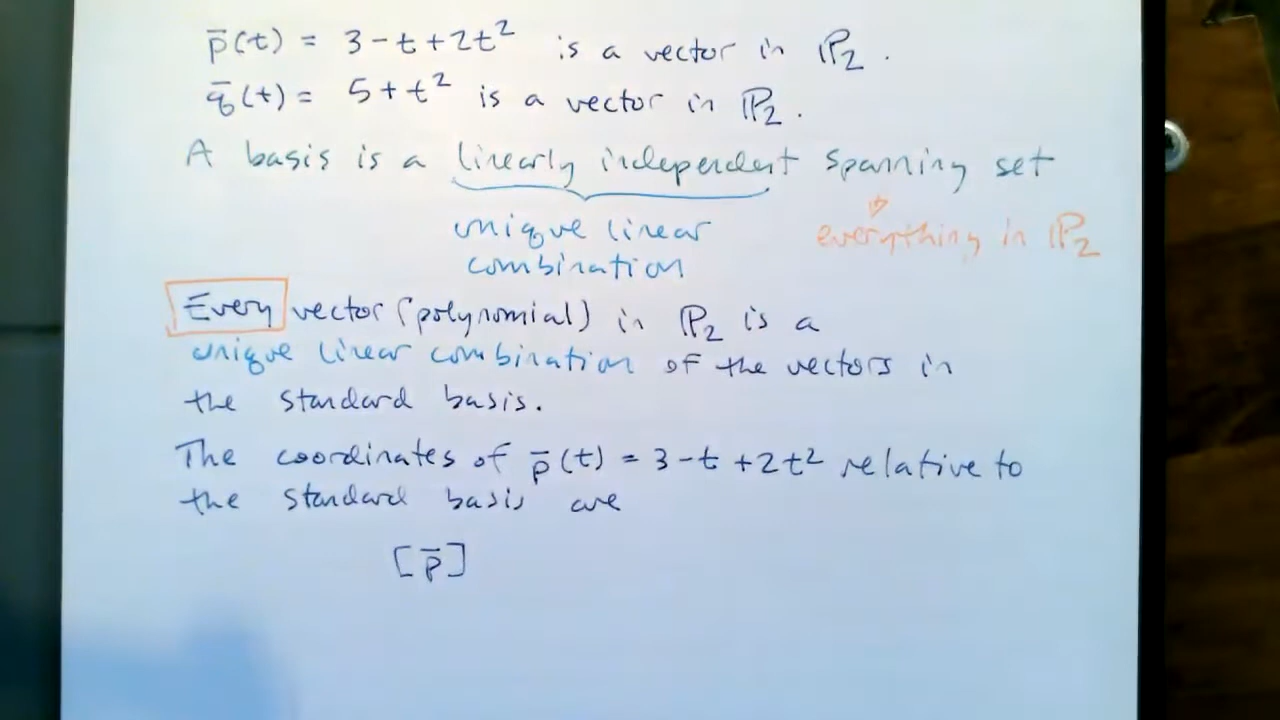 p̄(t) = 3-t+2t² is a vector in ℙ₂.
q̄(t) = 5+t² is a vector in ℙ₂.
A basis is a linearly independent spanning set
unique linear combination
everything in ℙ₂
Every vector (polynomial) in ℙ₂ is a
unique linear combination of the vectors in
the standard basis.
The coordinates of p̄(t) = 3-t+2t² relative to
the standard basis are
[p̄]